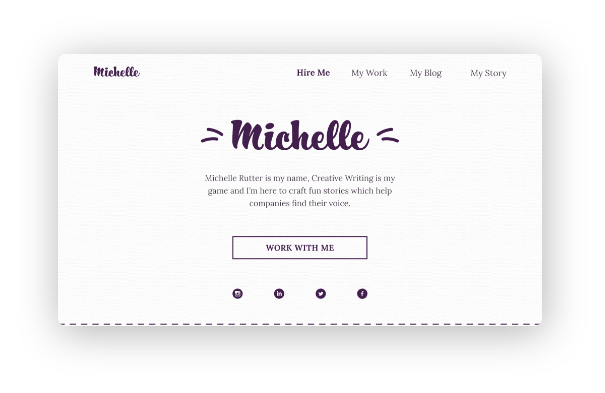 Michelle
Hire Me My Work My Blog My Story
Michelle
Michelle Rutter is my name, Creative Writing is my
game and I'm here to craft fun stories which help
companies find their voice.
WORK WITH ME